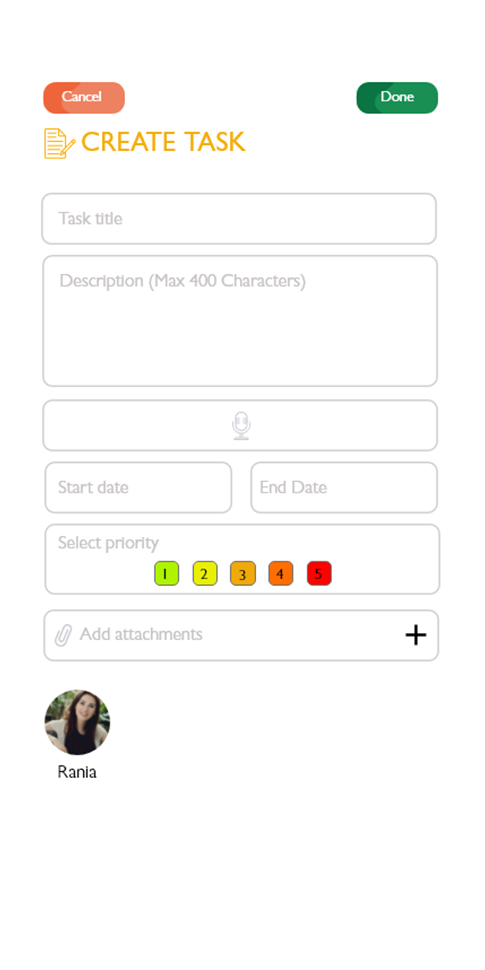 Cancel
Done
CREATE TASK
Task title
Description (Max 400 Characters)
Start date
End Date
Select priority
1 2 3 4 5
Add attachments
Rania